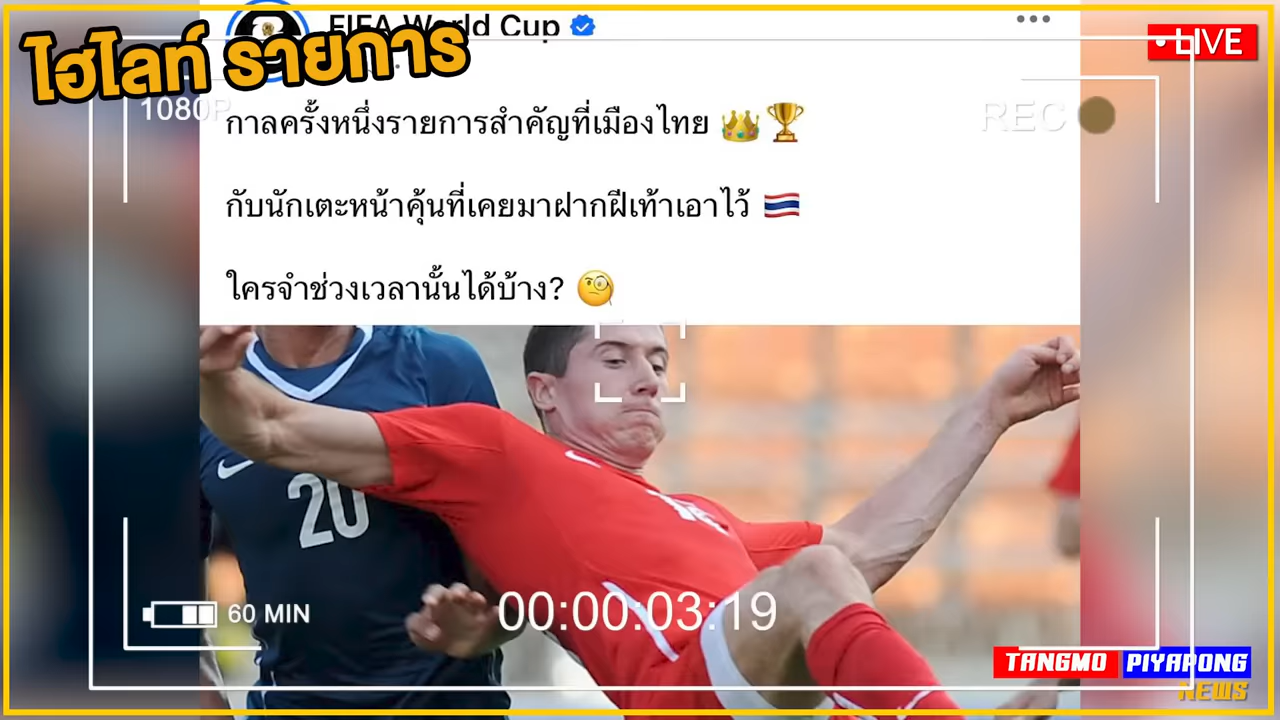 FIFA World Cup
ไฮไลท์ รายการ
LIVE
1080P
REC
กาลครั้งหนึ่งรายการสำคัญที่เมืองไทย 👑🏆
กับนักเตะหน้าคุ้นที่เคยมาฝากฝีเท้าเอาไว้ 🇹🇭
ใครจำช่วงเวลานั้นได้บ้าง? 🧐
20
60 MIN
00:00:03:19
TANGMO PIYAPONG
NEWS